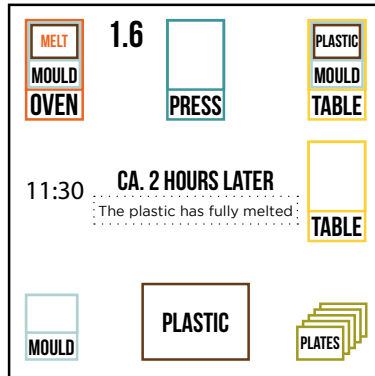 1.6
MELT
MOULD
OVEN
PRESS
PLASTIC
MOULD
TABLE
11:30
CA. 2 HOURS LATER
The plastic has fully melted
TABLE
MOULD
PLASTIC
PLATES